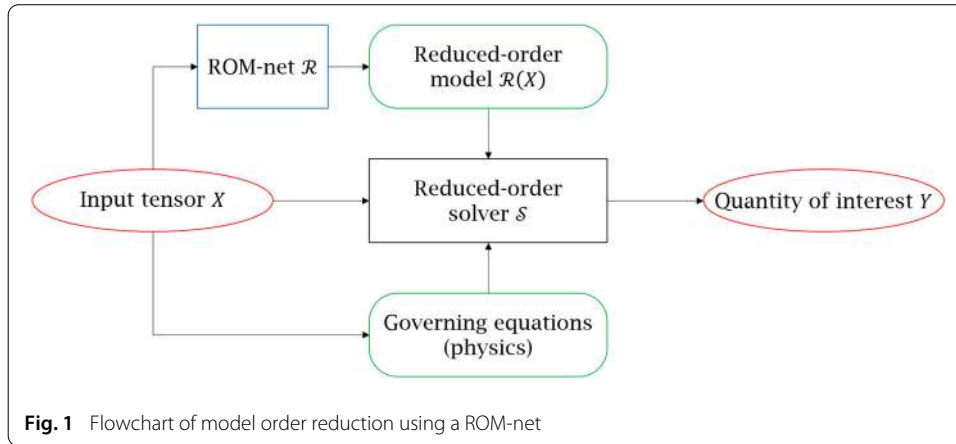 ROM-net ℛ
Reduced-order
model ℛ(X)
Input tensor X
Reduced-order
solver 𝒮
Quantity of interest Y
Governing equations
(physics)
Fig. 1 Flowchart of model order reduction using a ROM-net